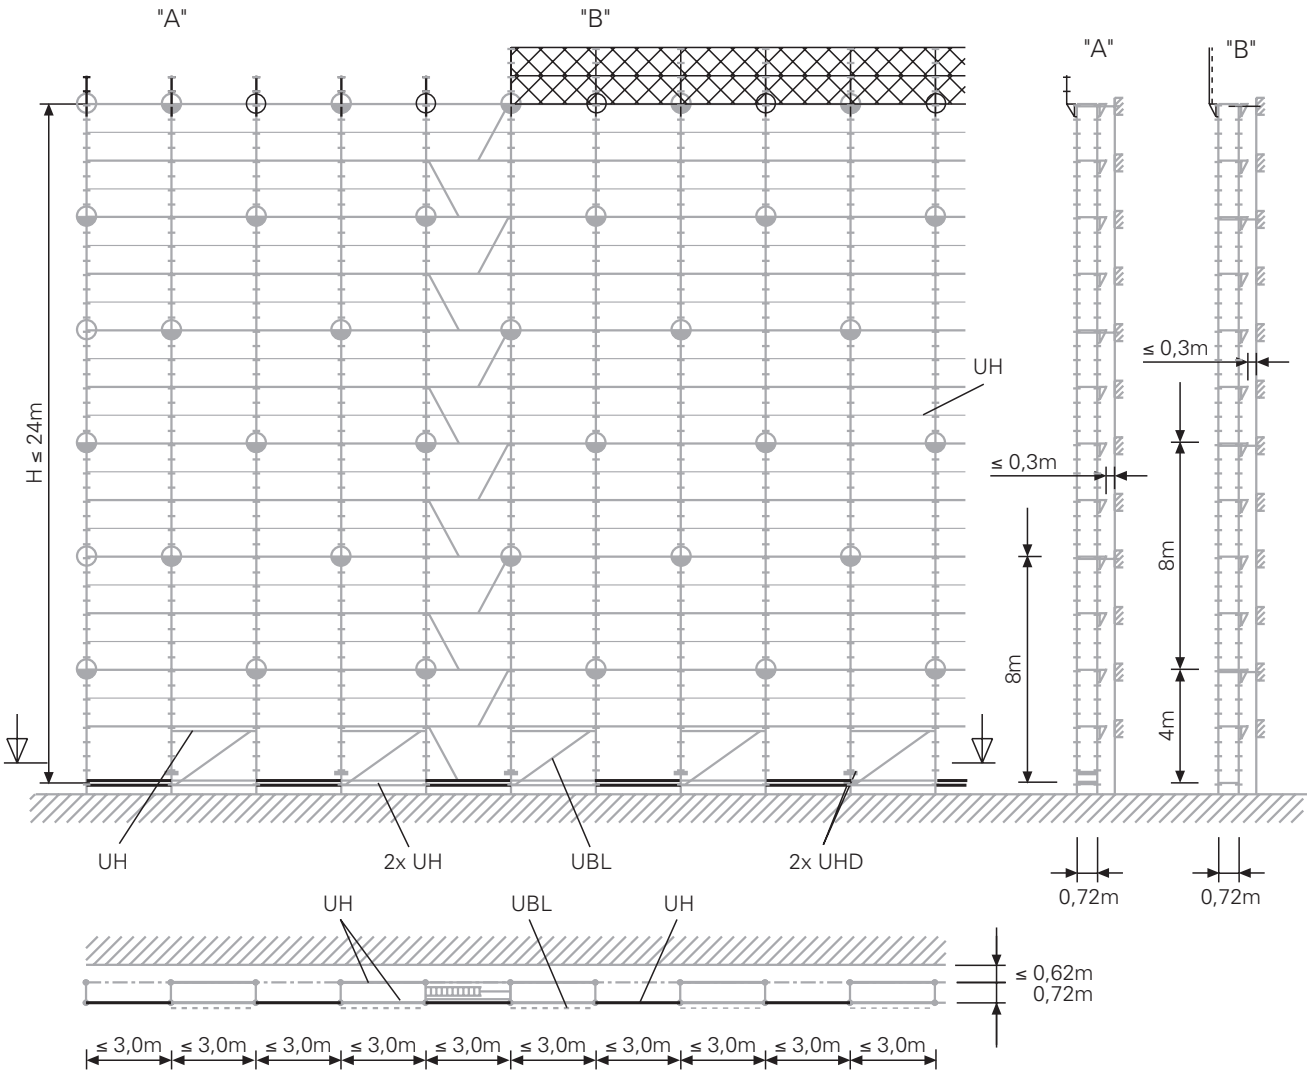 "A"
"B"
"A"
"B"
H ≤ 24m
≤ 0,3m
UH
≤ 0,3m
8m
8m
4m
UH
2x UH
UBL
2x UHD
0,72m
0,72m
UH
UBL
UH
≤ 0,62m
0,72m
≤ 3,0m ≤ 3,0m ≤ 3,0m ≤ 3,0m ≤ 3,0m ≤ 3,0m ≤ 3,0m ≤ 3,0m ≤ 3,0m ≤ 3,0m